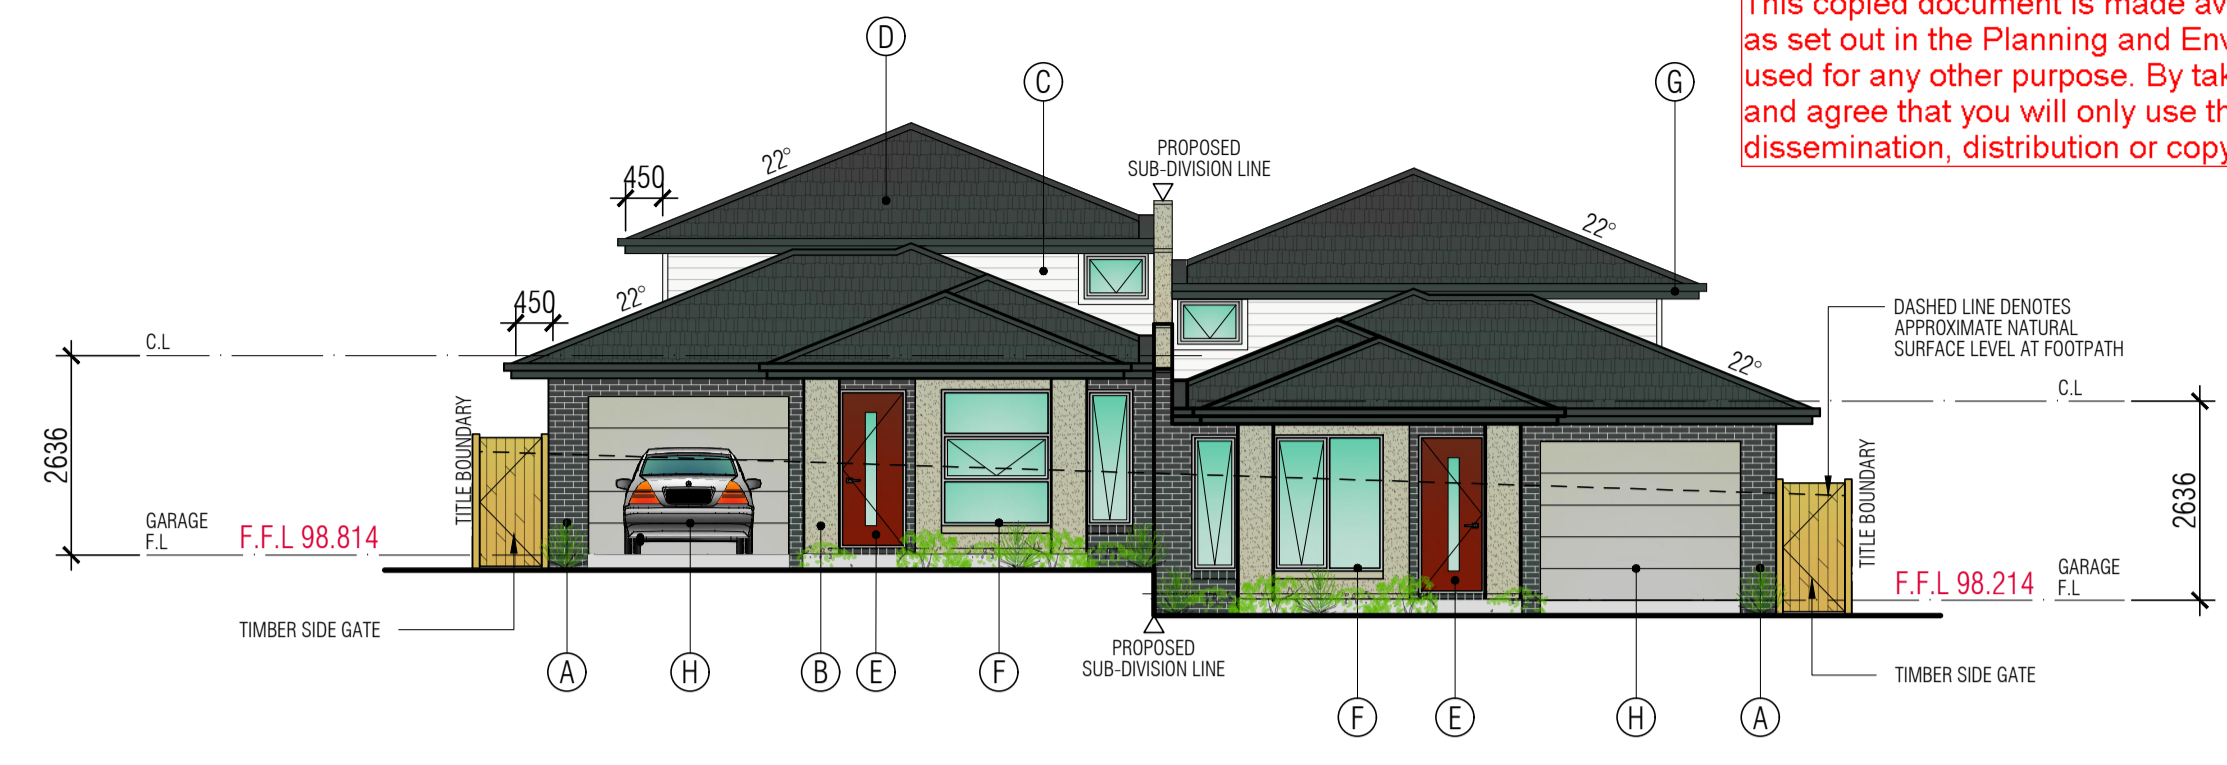 This copied document is made av
as set out in the Planning and Env
used for any other purpose. By tak
and agree that you will only use th
dissemination, distribution or copy
D
C
G
PROPOSED
SUB-DIVISION LINE
22°
450
22°
22°
450
22°
DASHED LINE DENOTES
APPROXIMATE NATURAL
SURFACE LEVEL AT FOOTPATH
C.L
C.L
2636
TITLE BOUNDARY
TITLE BOUNDARY
2636
GARAGE
F.L
F.F.L 98.814
F.F.L 98.214
GARAGE
F.L
TIMBER SIDE GATE
PROPOSED
SUB-DIVISION LINE
TIMBER SIDE GATE
A
H
B
E
F
F
E
H
A